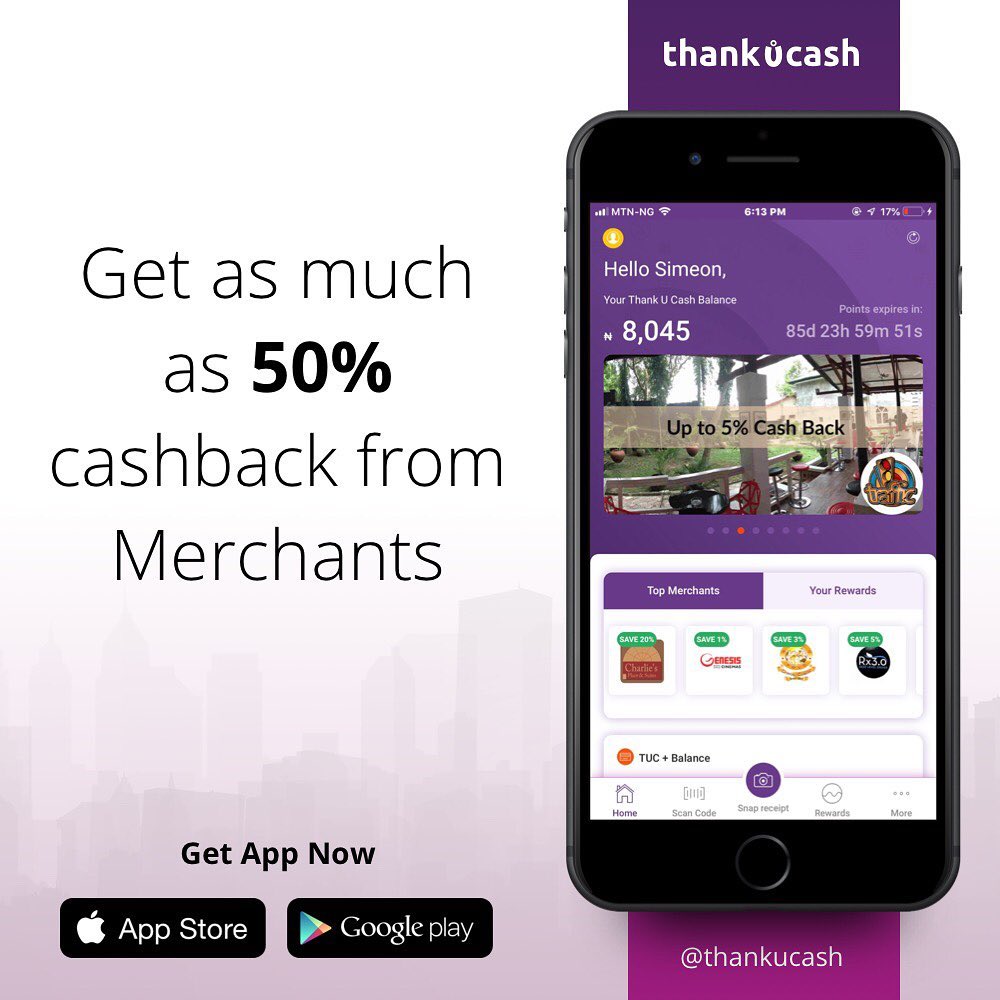 thankucash
Get as much
as 50%
cashback from
Merchants
MTN-NG
6:13 PM
17%
Hello Simeon,
Your Thank U Cash Balance
₦ 8,045
Points expires in:
85d 23h 59m 51s
Up to 5% Cash Back
Top Merchants
Your Rewards
SAVE 20%
SAVE 1%
SAVE 3%
SAVE 5%
Charlie's
GENESIS
CINEMAS
Rx3.0
TUC + Balance
Home
Scan Code
Snap receipt
Rewards
More
Get App Now
App Store
Google play
@thankucash